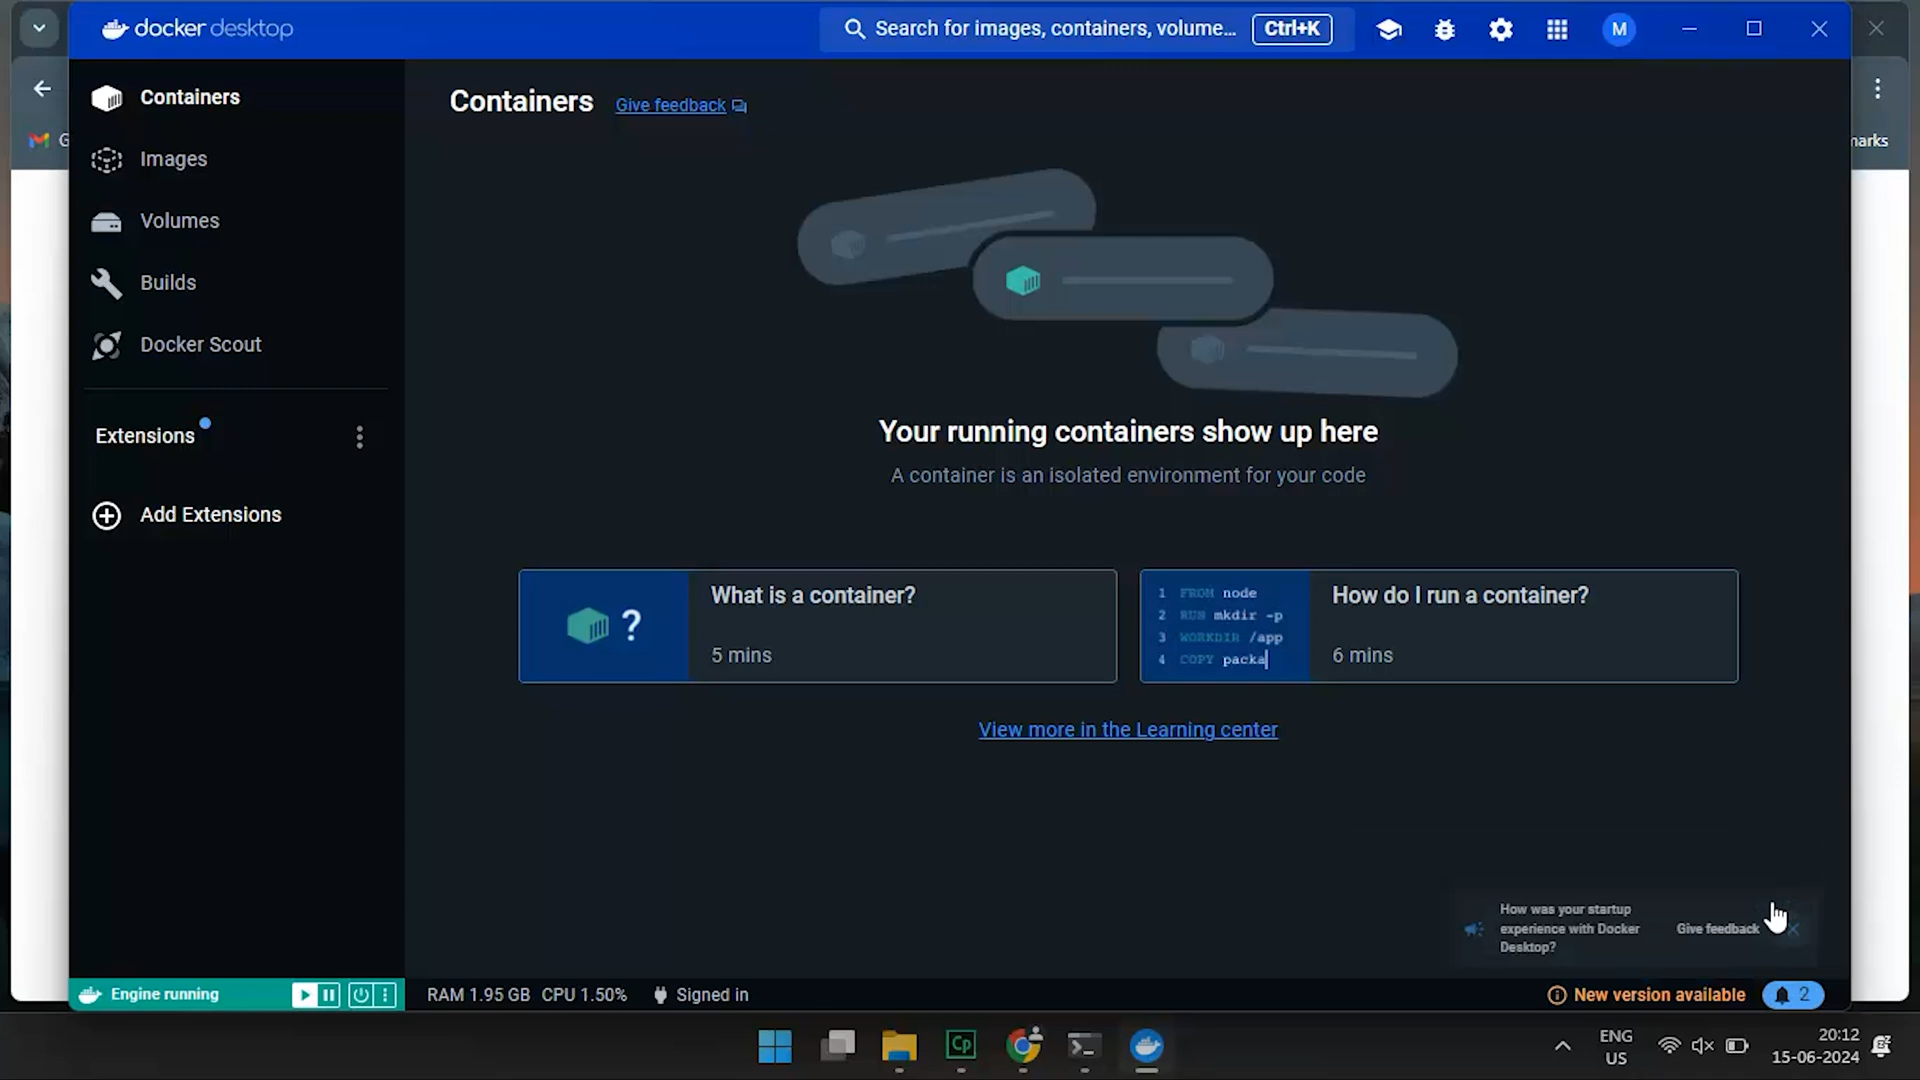 docker desktop
Search for images, containers, volume...
Ctrl+K
M
Containers
Images
Volumes
Builds
Docker Scout
Extensions
Add Extensions
Containers
Give feedback
Your running containers show up here
A container is an isolated environment for your code
?
What is a container?
5 mins
1 FROM node
2 RUN mkdir -p
3 WORKDIR /app
4 COPY packa
How do I run a container?
6 mins
View more in the Learning center
How was your startup
experience with Docker
Desktop?
Give feedback
Engine running
RAM 1.95 GB CPU 1.50%
Signed in
New version available
2
G
marks
Cp
ENG
US
20:12
15-06-2024